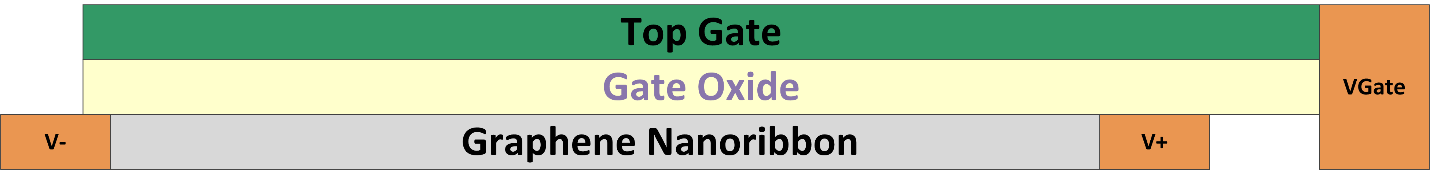 Top Gate
Gate Oxide
VGate
V-
Graphene Nanoribbon
V+